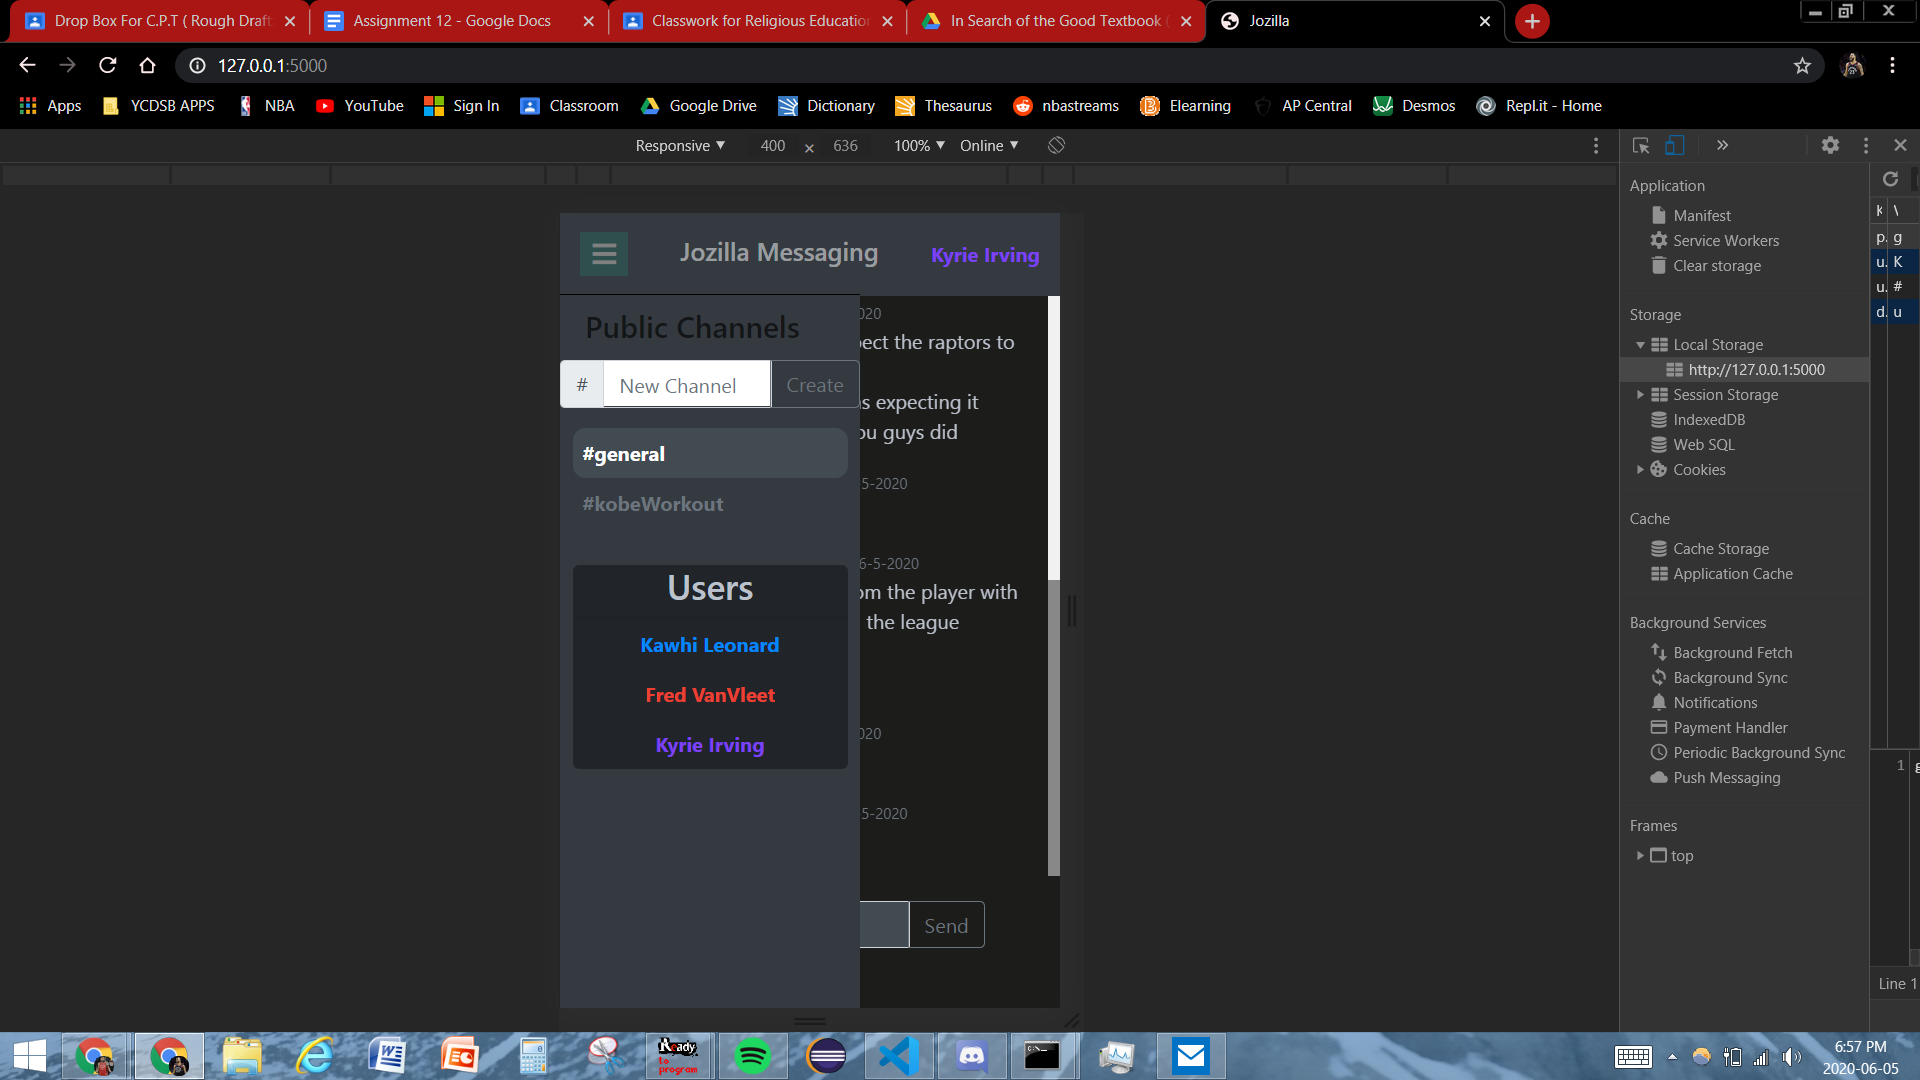 Drop Box For C.P.T ( Rough Draft
Assignment 12 - Google Docs
Classwork for Religious Education
In Search of the Good Textbook (
Jozilla
127.0.0.1:5000
Apps
YCDSB APPS
NBA
YouTube
Sign In
Classroom
Google Drive
Dictionary
Thesaurus
nbastreams
Elearning
AP Central
Desmos
Repl.it - Home
Responsive ▼ 400 × 636 100% ▼ Online ▼
Jozilla Messaging
Kyrie Irving
Public Channels
# New Channel Create
#general
#kobeWorkout
Users
Kawhi Leonard
Fred VanVleet
Kyrie Irving
020
ect the raptors to
s expecting it
ou guys did
5-2020
6-5-2020
om the player with
the league
020
5-2020
Send
Application
Manifest
Service Workers
Clear storage
Storage
Local Storage
http://127.0.0.1:5000
Session Storage
IndexedDB
Web SQL
Cookies
Cache
Cache Storage
Application Cache
Background Services
Background Fetch
Background Sync
Notifications
Payment Handler
Periodic Background Sync
Push Messaging
Frames
top
K V
p. g
u. K
u. #
d. u
1 g
Line 1
Ready
to
program
6:57 PM
2020-06-05